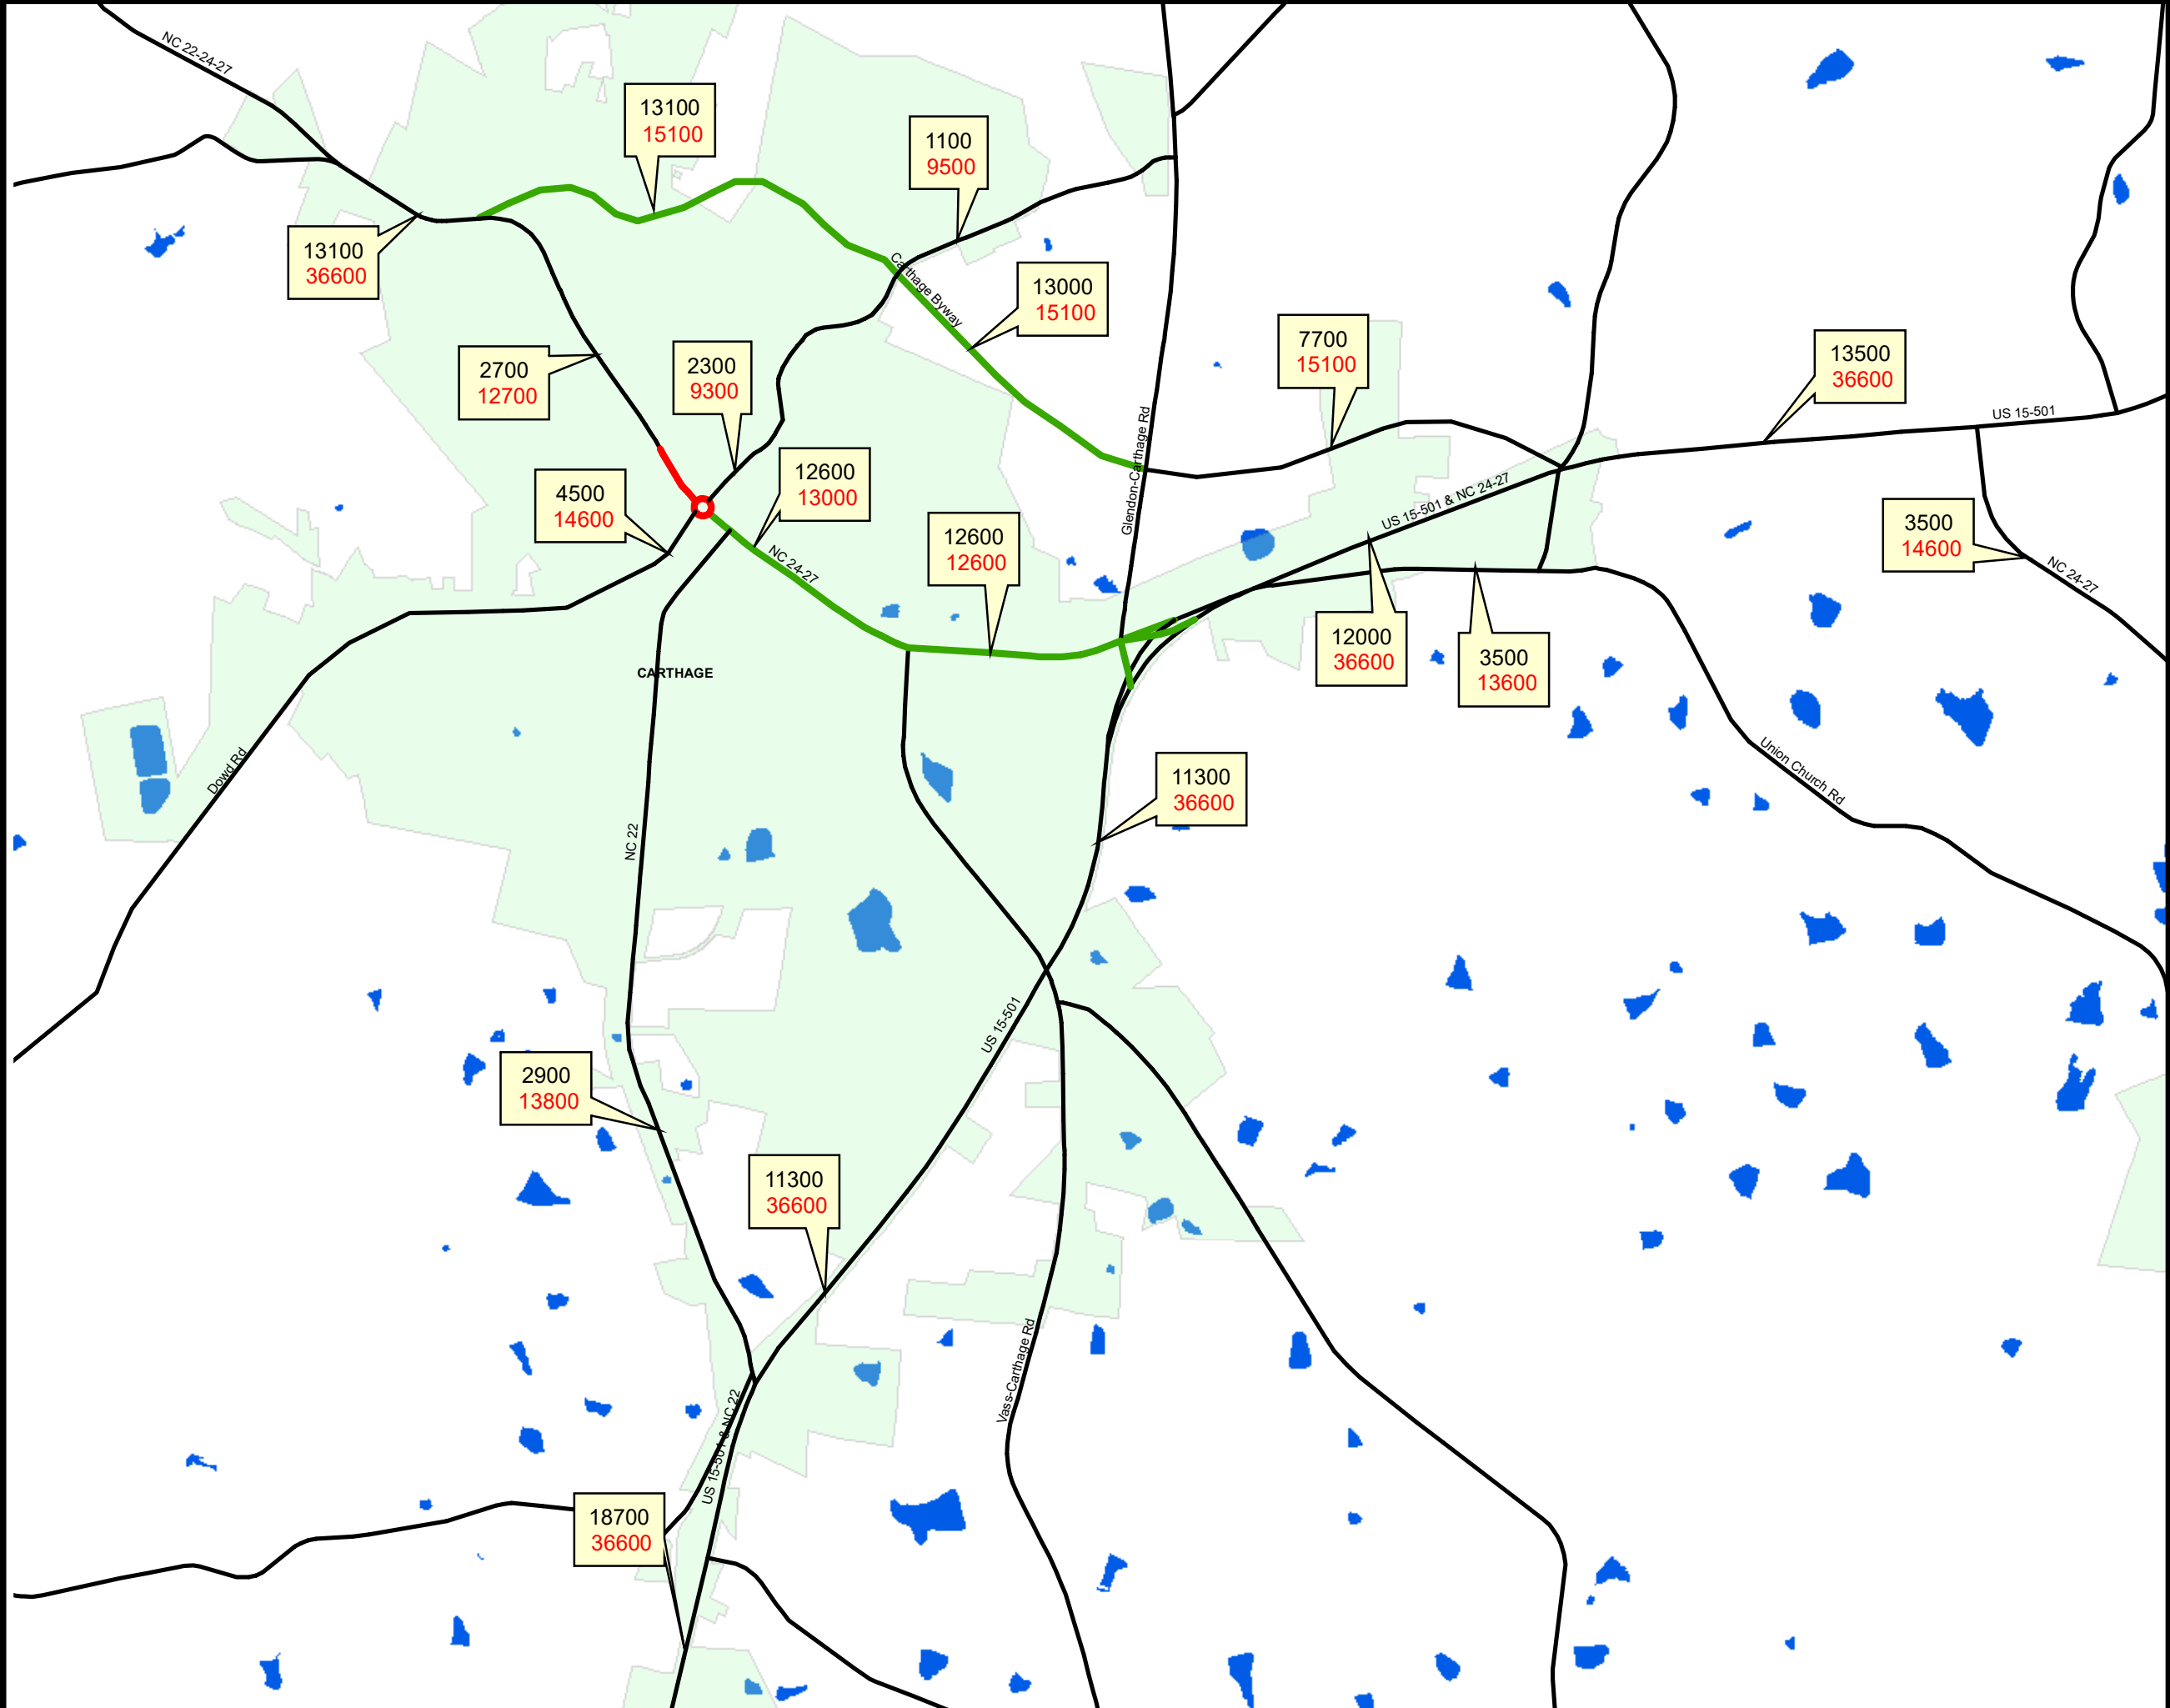 NC 22-24-27
13100
15100
1100
9500
13100
36600
Carthage Byway
13000
15100
7700
15100
13500
36600
US 15-501
2700
12700
2300
9300
Glendon-Carthage Rd
12600
13000
4500
14600
US 15-501 & NC 24-27
3500
14600
NC 24-27
12600
12600
NC 24-27
12000
36600
3500
13600
CARTHAGE
Dowd Rd
NC 22
11300
36600
Union Church Rd
US 15-501
2900
13800
11300
36600
Vass-Carthage Rd
US 15-501 & NC 22
18700
36600